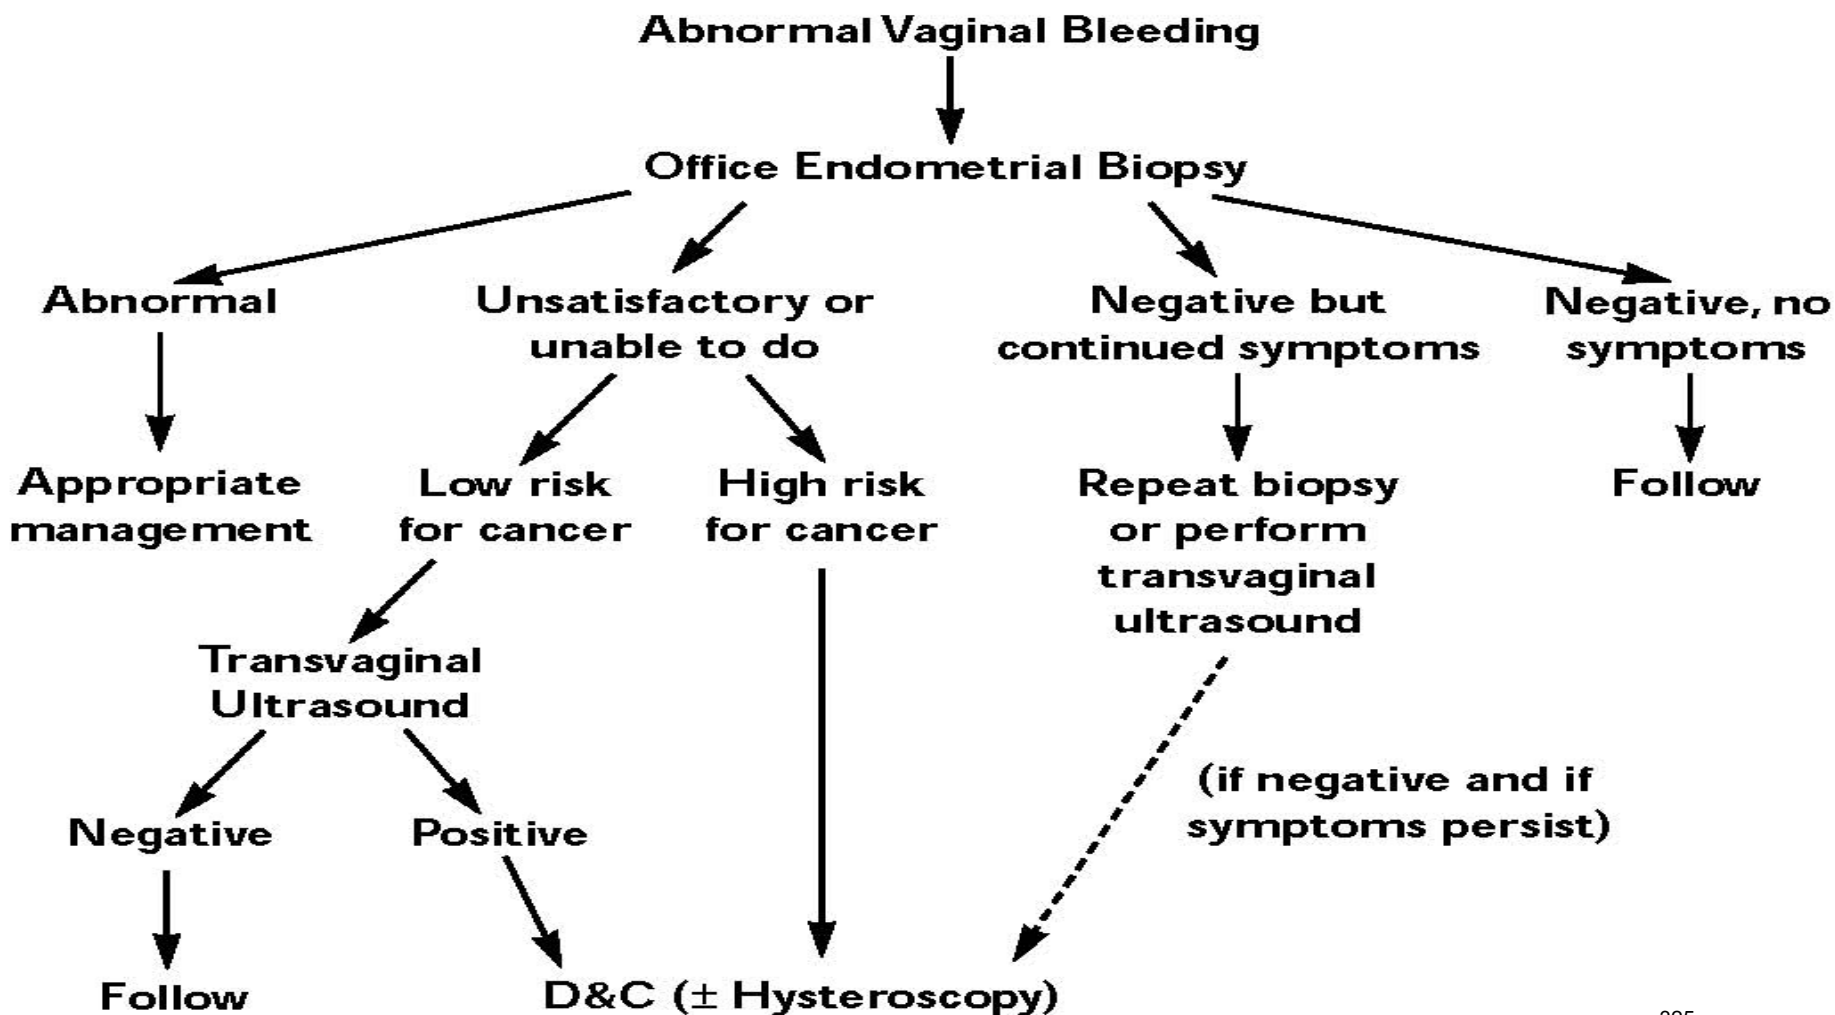 Abnormal Vaginal Bleeding
Office Endometrial Biopsy
Abnormal
Unsatisfactory or
unable to do
Negative but
continued symptoms
Negative, no
symptoms
Appropriate
management
Low risk
for cancer
High risk
for cancer
Repeat biopsy
or perform
transvaginal
ultrasound
Follow
Transvaginal
Ultrasound
(if negative and if
symptoms persist)
Negative
Positive
Follow
D&C (± Hysteroscopy)